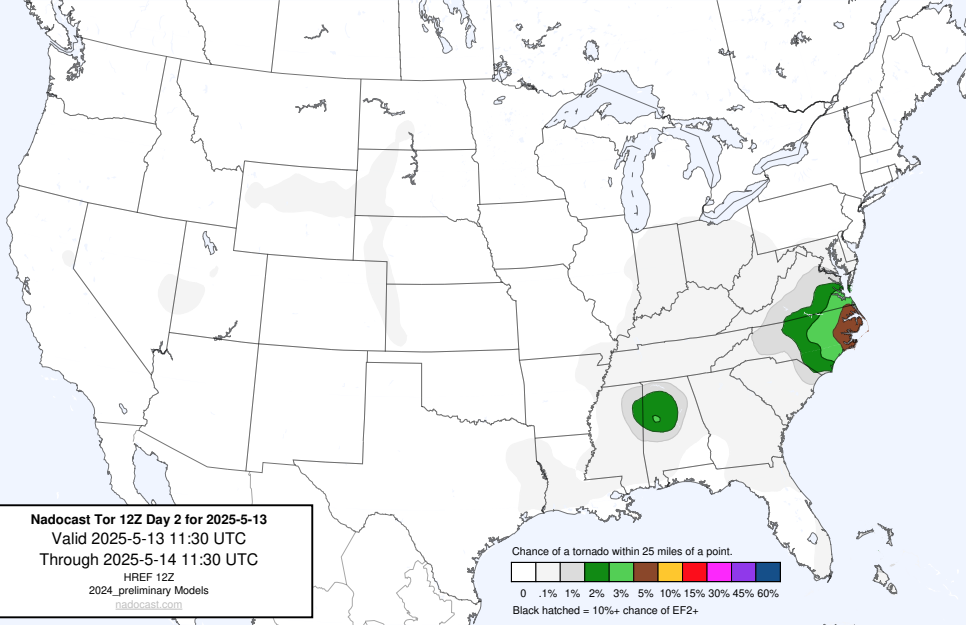 Nadocast Tor 12Z Day 2 for 2025-5-13
Valid 2025-5-13 11:30 UTC
Through 2025-5-14 11:30 UTC
HREF 12Z
2024_preliminary Models
nadocast.com
Chance of a tornado within 25 miles of a point.
0 .1% 1% 2% 3% 5% 10% 15% 30% 45% 60%
Black hatched = 10%+ chance of EF2+